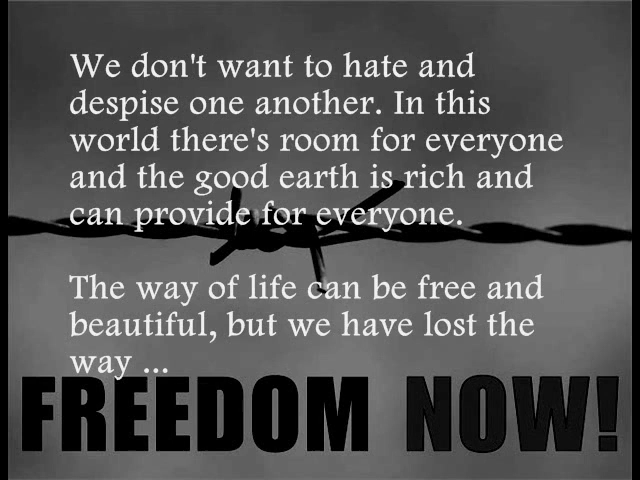 We don't want to hate and
despise one another. In this
world there's room for everyone
and the good earth is rich and
can provide for everyone.
The way of life can be free and
beautiful, but we have lost the
way ...
FREEDOM NOW!